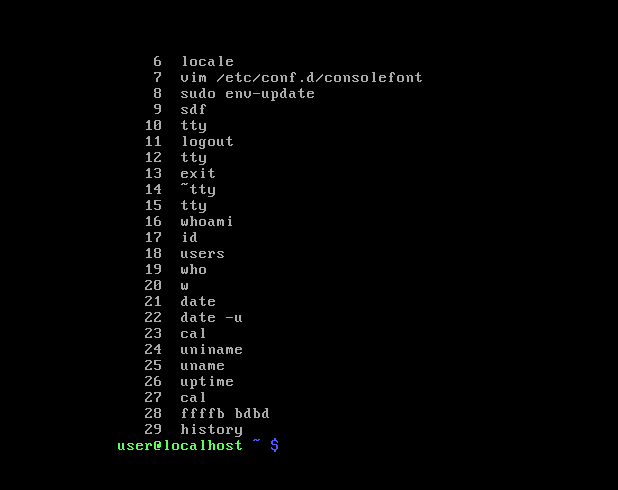 6  locale
7  vim /etc/conf.d/consolefont
8  sudo env-update
9  sdf
10  tty
11  logout
12  tty
13  exit
14  ~tty
15  tty
16  whoami
17  id
18  users
19  who
20  w
21  date
22  date -u
23  cal
24  uniname
25  uname
26  uptime
27  cal
28  ffffb bdbd
29  history
user@localhost ~ $